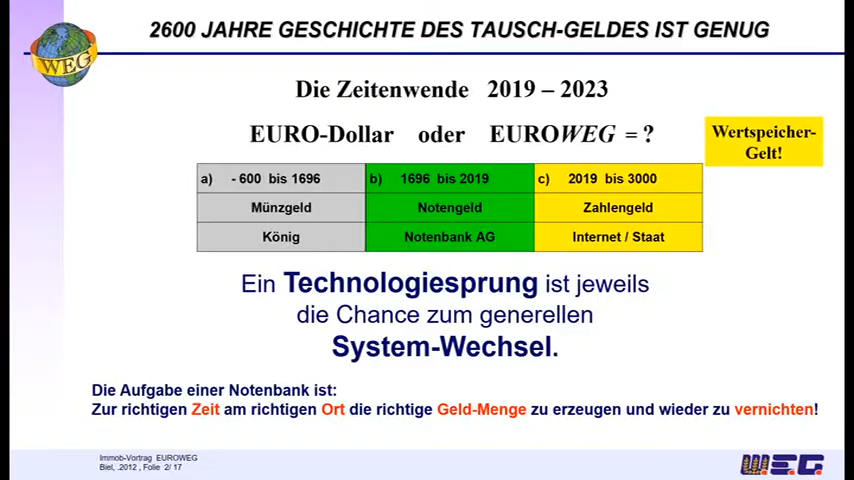 2600 JAHRE GESCHICHTE DES TAUSCH-GELDES IST GENUG
WEG
Die Zeitenwende 2019 – 2023
EURO-Dollar oder EUROWEG = ?
Wertspeicher-
Gelt!
a) - 600 bis 1696 b) 1696 bis 2019 c) 2019 bis 3000
Münzgeld Notengeld Zahlengeld
König Notenbank AG Internet / Staat
Ein Technologiesprung ist jeweils
die Chance zum generellen
System-Wechsel.
Die Aufgabe einer Notenbank ist:
Zur richtigen Zeit am richtigen Ort die richtige Geld-Menge zu erzeugen und wieder zu vernichten!
Immob-Vortrag EUROWEG
Biel, .2012 , Folie 2/ 17
W.E.G.